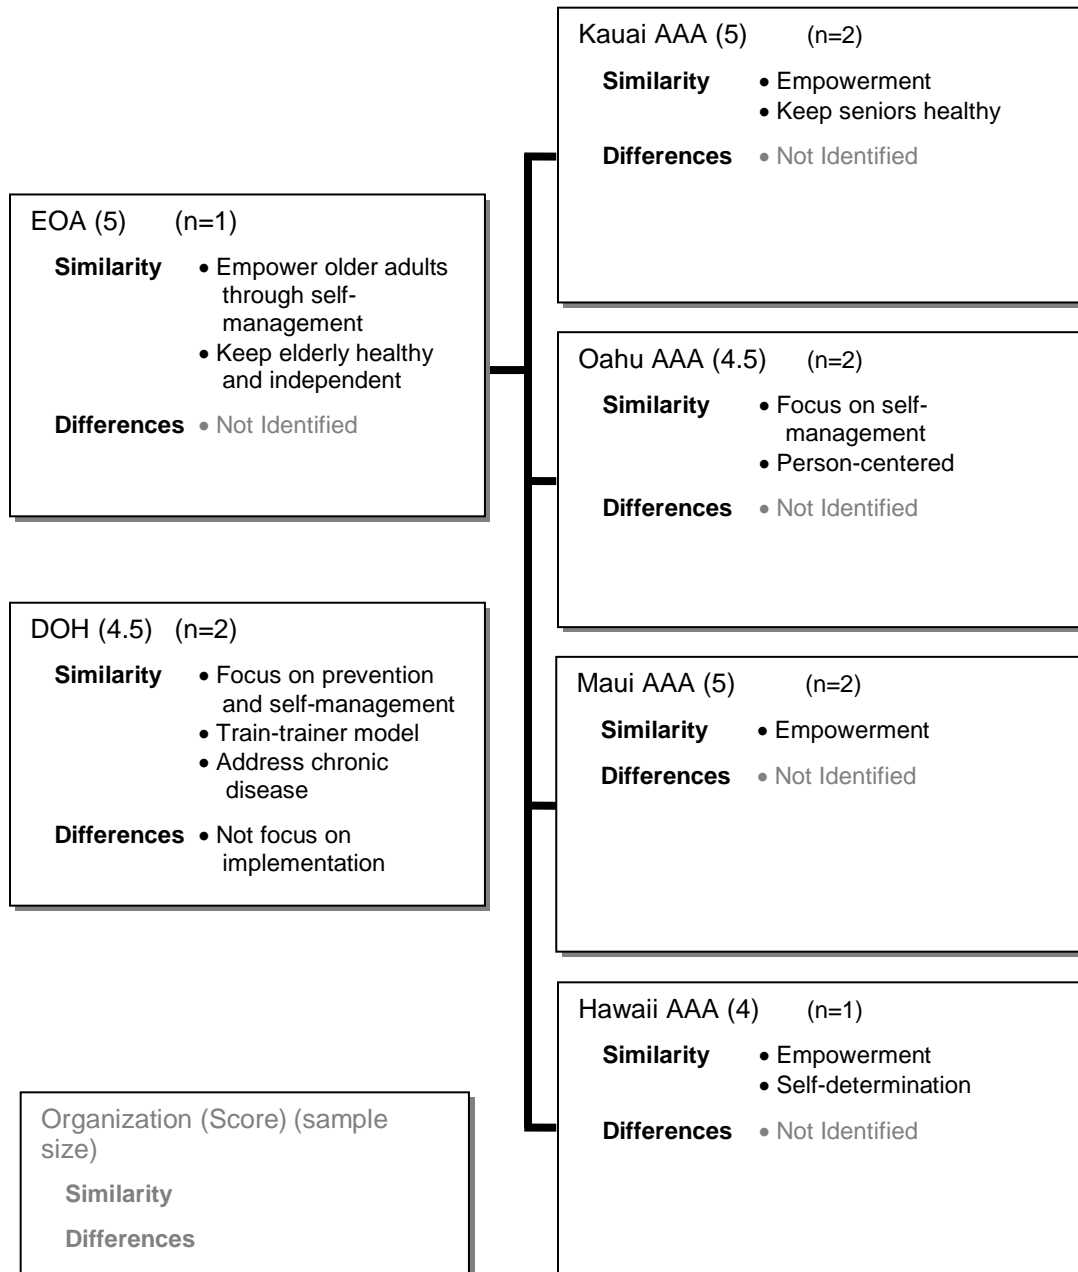 Kauai AAA (5) (n=2)
Similarity • Empowerment
• Keep seniors healthy
Differences • Not Identified
EOA (5) (n=1)
Similarity • Empower older adults
through self-
management
• Keep elderly healthy
and independent
Differences • Not Identified
Oahu AAA (4.5) (n=2)
Similarity • Focus on self-
management
• Person-centered
Differences • Not Identified
DOH (4.5) (n=2)
Similarity • Focus on prevention
and self-management
• Train-trainer model
• Address chronic
disease
Differences • Not focus on
implementation
Maui AAA (5) (n=2)
Similarity • Empowerment
Differences • Not Identified
Hawaii AAA (4) (n=1)
Similarity • Empowerment
• Self-determination
Differences • Not Identified
Organization (Score) (sample
size)
Similarity
Differences